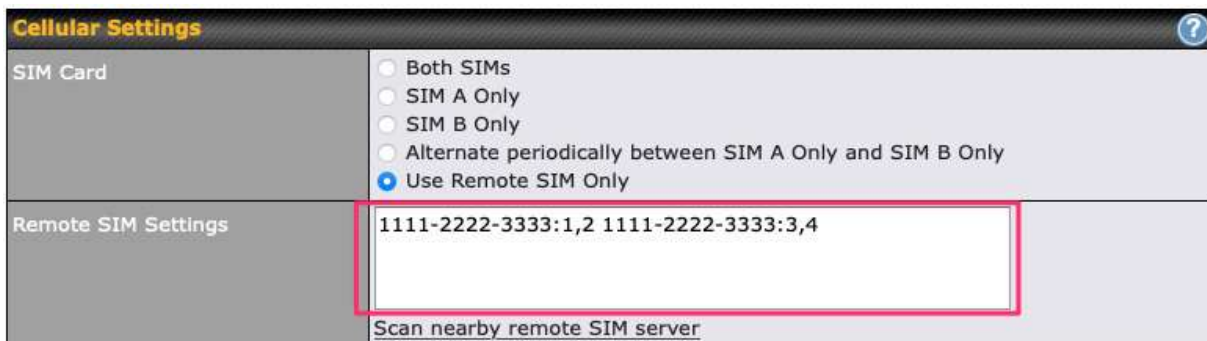 Cellular Settings
?
SIM Card
Both SIMs
SIM A Only
SIM B Only
Alternate periodically between SIM A Only and SIM B Only
Use Remote SIM Only
Remote SIM Settings
1111-2222-3333:1,2 1111-2222-3333:3,4
Scan nearby remote SIM server